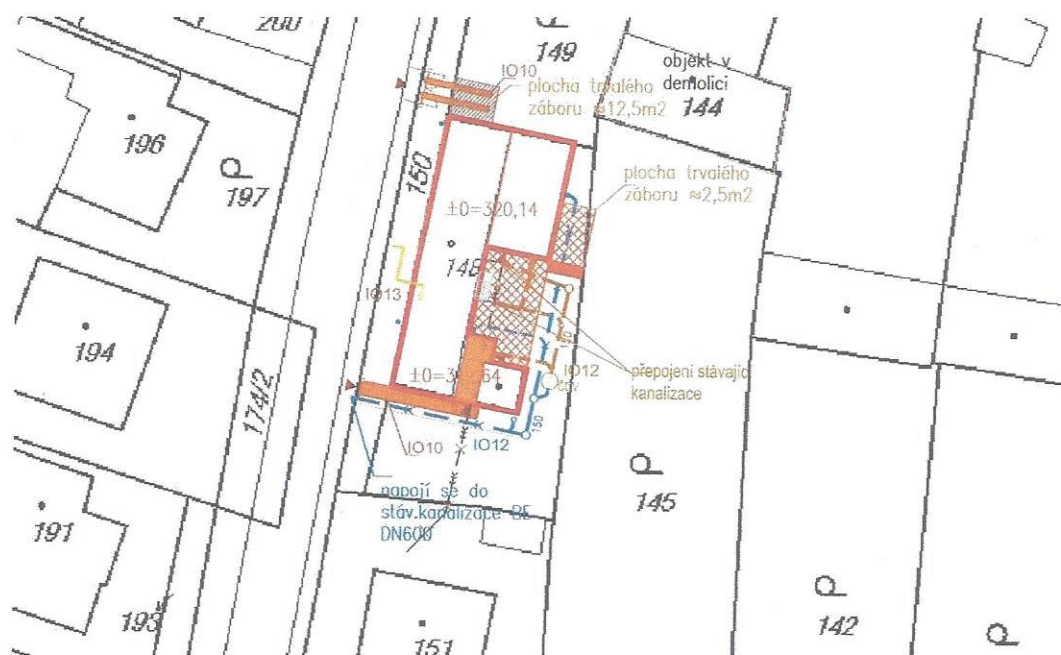 200
149
objekt v
demolici
144
IO10
plocha trvalého
záboru ≈12,5m2
196
197
150
plocha trvalého
záboru ≈2,5m2
±0=320,14
148
IO13
194
174/2
150
přepojení stávající
kanalizace
IO12
IO10
IO12
150
napojí se do
stáv.kanalizace BE
DN600
145
191
193
151
142